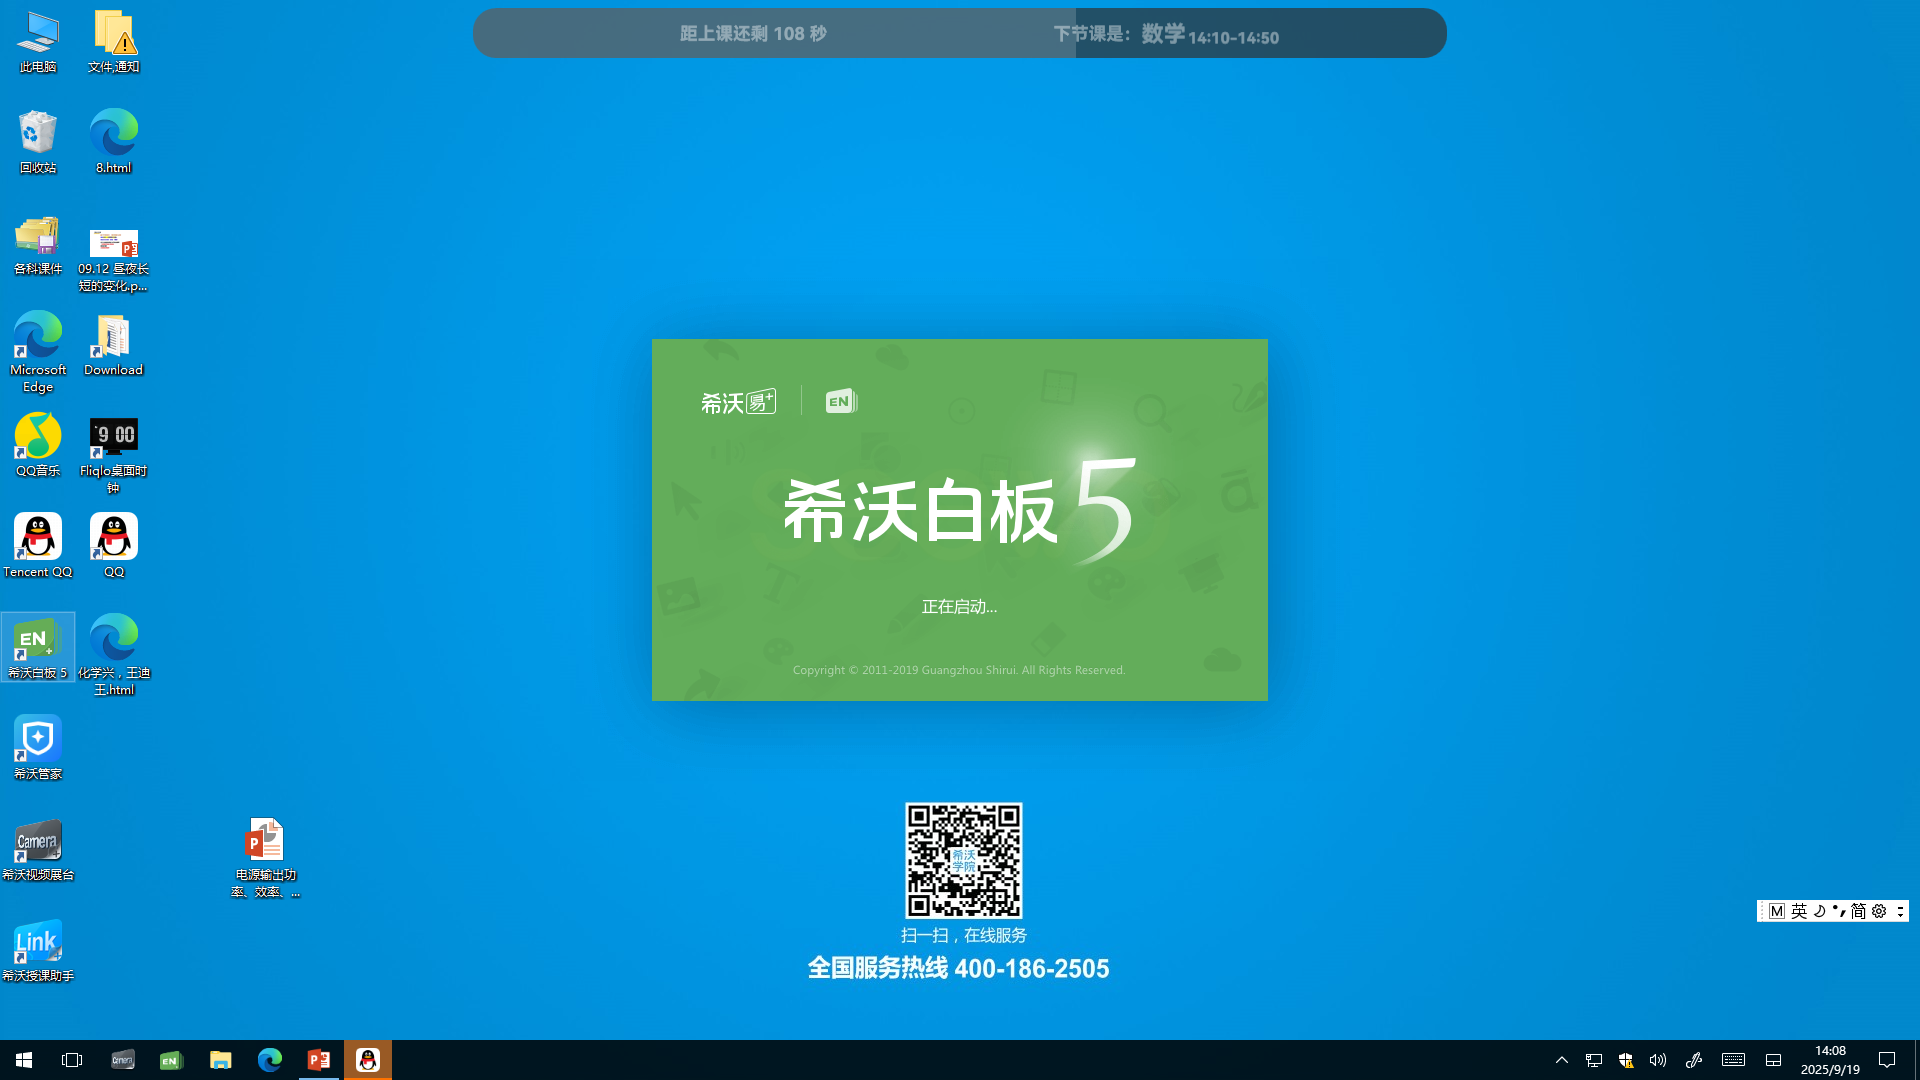 距上课还剩 108 秒
下节课是：数学 14:10-14:50
此电脑
文件,通知
回收站
8.html
各科课件
09.12 昼夜长
短的变化.p...
Microsoft
Edge
Download
QQ音乐
9 00
Fliqlo桌面时
钟
Tencent QQ
QQ
EN
希沃白板 5
化学兴，王迪
王.html
希沃管家
Camera
希沃视频展台
电源输出功
率、效率、...
Link
希沃授课助手
希沃易+
EN
希沃白板5
正在启动...
Copyright © 2011-2019 Guangzhou Shirui. All Rights Reserved.
希沃
学院
扫一扫，在线服务
全国服务热线 400-186-2505
M 英 简
Camera
EN
14:08
2025/9/19